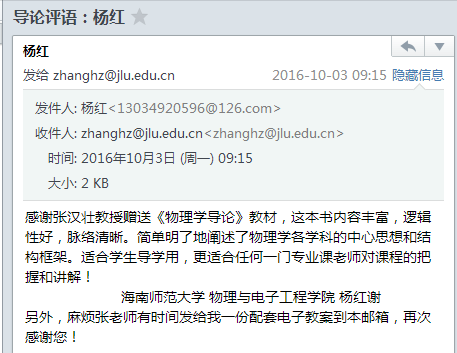 导论评语：杨红
杨红
发给 zhanghz@jlu.edu.cn 2016-10-03 09:15 隐藏信息
发件人: 杨红<13034920596@126.com>
收件人: zhanghz@jlu.edu.cn<zhanghz@jlu.edu.cn>
时间: 2016年10月3日 (周一) 09:15
大小: 2 KB
感谢张汉壮教授赠送《物理学导论》教材，这本书内容丰富，逻辑
性好，脉络清晰。简单明了地阐述了物理学各学科的中心思想和结
构框架。适合学生导学用，更适合任何一门专业课老师对课程的把
握和讲解！
海南师范大学 物理与电子工程学院 杨红谢
另外，麻烦张老师有时间发给我一份配套电子教案到本邮箱，再次
感谢您！